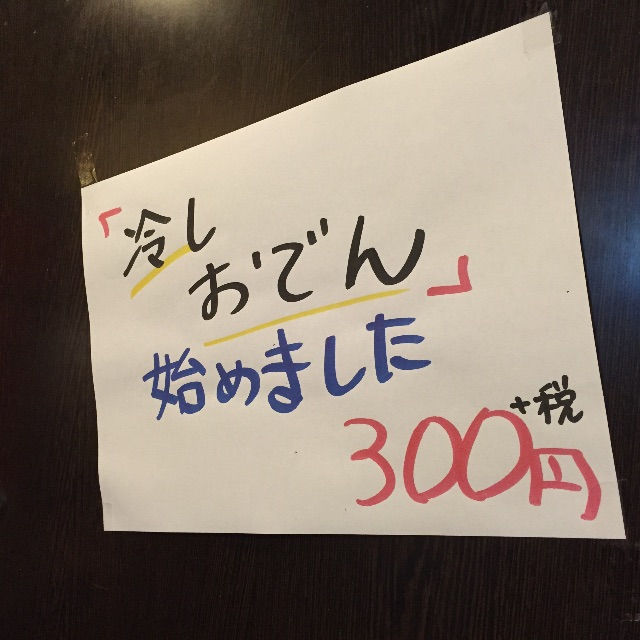 「冷し
おでん」
始めました
+税
300円